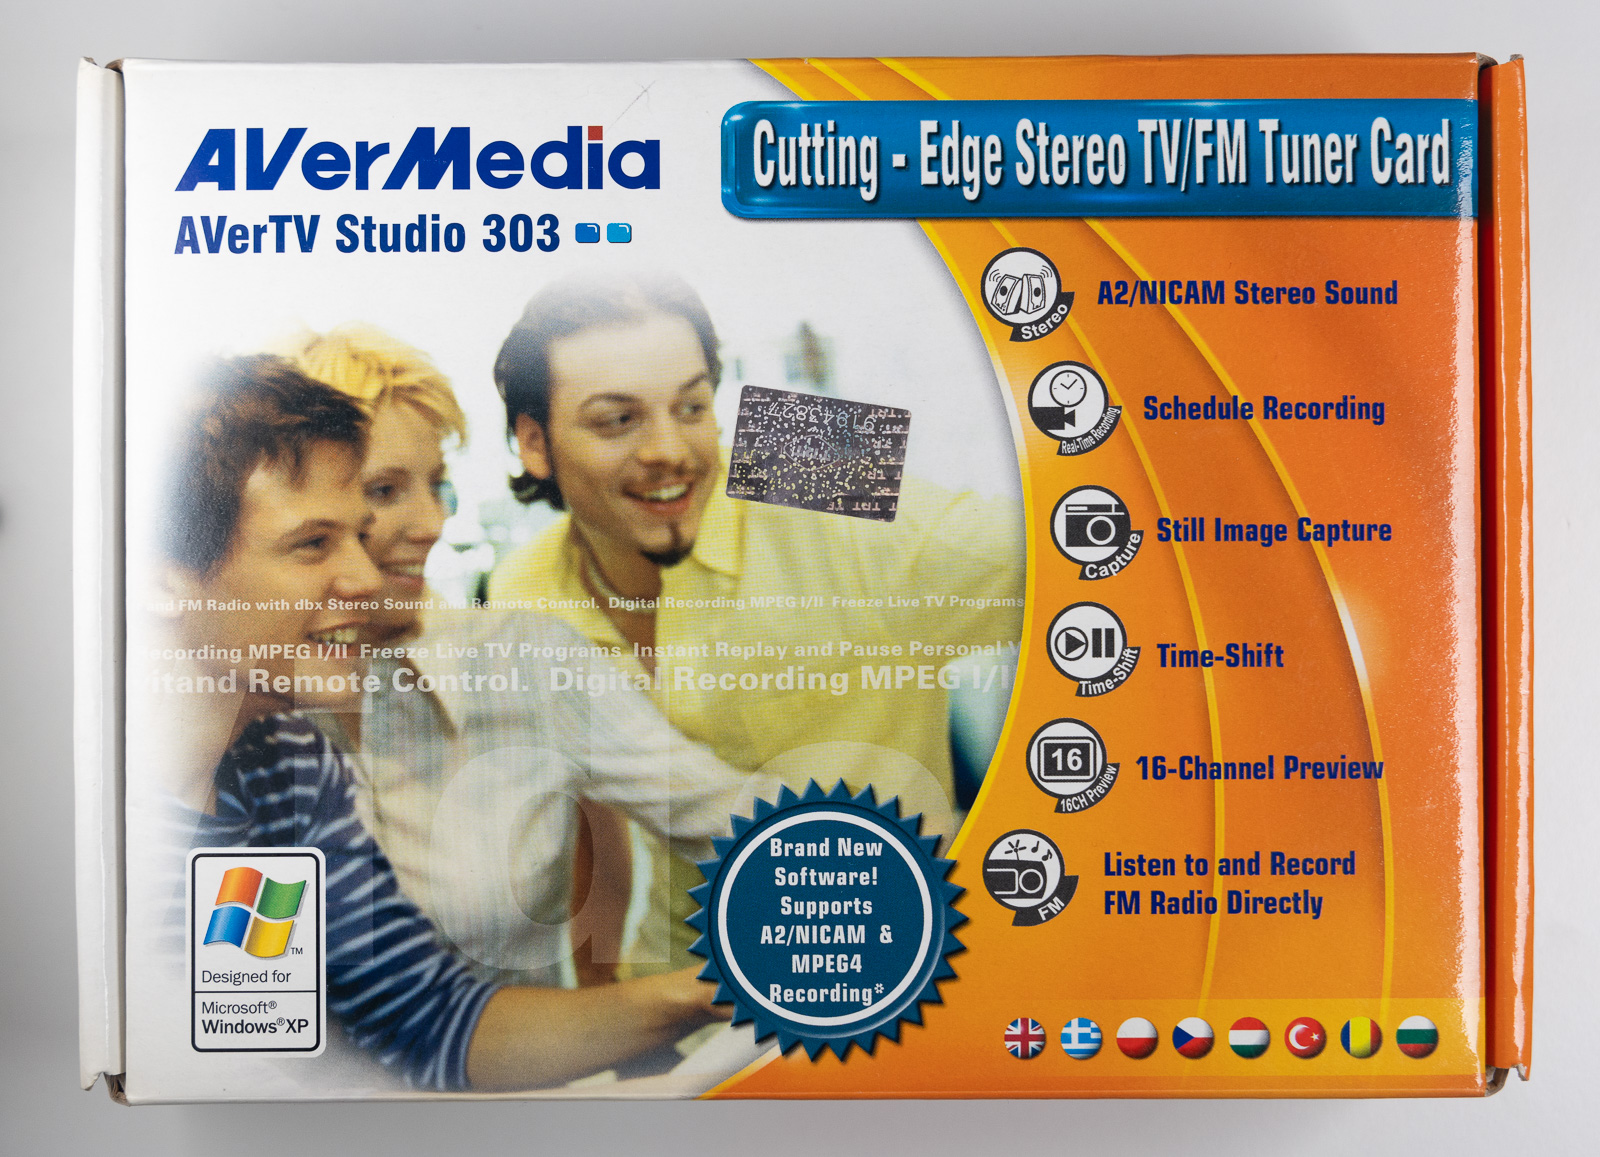 AVerMedia
AVerTV Studio 303
Cutting - Edge Stereo TV/FM Tuner Card
Stereo
A2/NICAM Stereo Sound
Real-Time Recording
Schedule Recording
Capture
Still Image Capture
Time-Shift
Time-Shift
16
16CH Preview
16-Channel Preview
FM
Listen to and Record
FM Radio Directly
and FM Radio with dbx Stereo Sound and Remote Control. Digital Recording MPEG I/II Freeze Live TV Programs
Recording MPEG I/II Freeze Live TV Programs Instant Replay and Pause Personal V
and Remote Control. Digital Recording MPEG I/I
Brand New
Software!
Supports
A2/NICAM &
MPEG4
Recording*
TM
Designed for
Microsoft®
Windows®XP